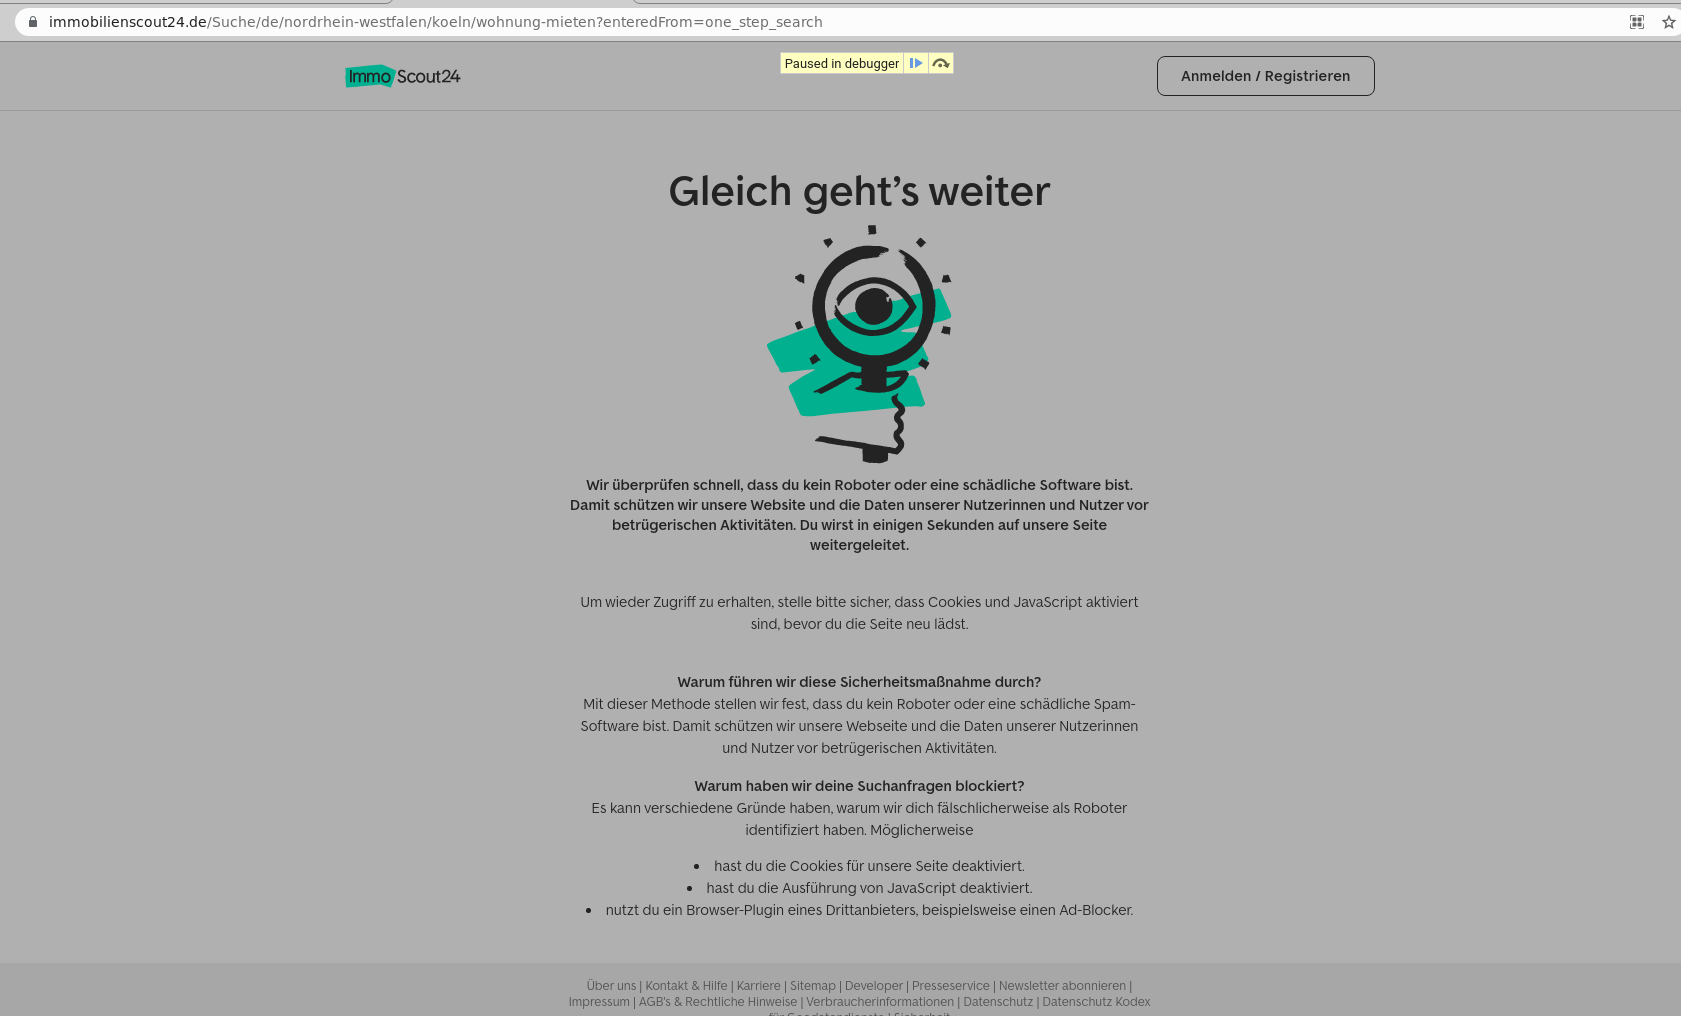 immobilienscout24.de/Suche/de/nordrhein-westfalen/koeln/wohnung-mieten?enteredFrom=one_step_search
Paused in debugger
Immo Scout24
Anmelden / Registrieren
Gleich geht's weiter
Wir überprüfen schnell, dass du kein Roboter oder eine schädliche Software bist.
Damit schützen wir unsere Website und die Daten unserer Nutzerinnen und Nutzer vor
betrügerischen Aktivitäten. Du wirst in einigen Sekunden auf unsere Seite
weitergeleitet.
Um wieder Zugriff zu erhalten, stelle bitte sicher, dass Cookies und JavaScript aktiviert
sind, bevor du die Seite neu lädst.
Warum führen wir diese Sicherheitsmaßnahme durch?
Mit dieser Methode stellen wir fest, dass du kein Roboter oder eine schädliche Spam-
Software bist. Damit schützen wir unsere Webseite und die Daten unserer Nutzerinnen
und Nutzer vor betrügerischen Aktivitäten.
Warum haben wir deine Suchanfragen blockiert?
Es kann verschiedene Gründe haben, warum wir dich fälschlicherweise als Roboter
identifiziert haben. Möglicherweise
• hast du die Cookies für unsere Seite deaktiviert.
• hast du die Ausführung von JavaScript deaktiviert.
• nutzt du ein Browser-Plugin eines Drittanbieters, beispielsweise einen Ad-Blocker.
Über uns | Kontakt & Hilfe | Karriere | Sitemap | Developer | Presseservice | Newsletter abonnieren |
Impressum | AGB's & Rechtliche Hinweise | Verbraucherinformationen | Datenschutz | Datenschutz Kodex
für Geodatendienste | Sicherheit